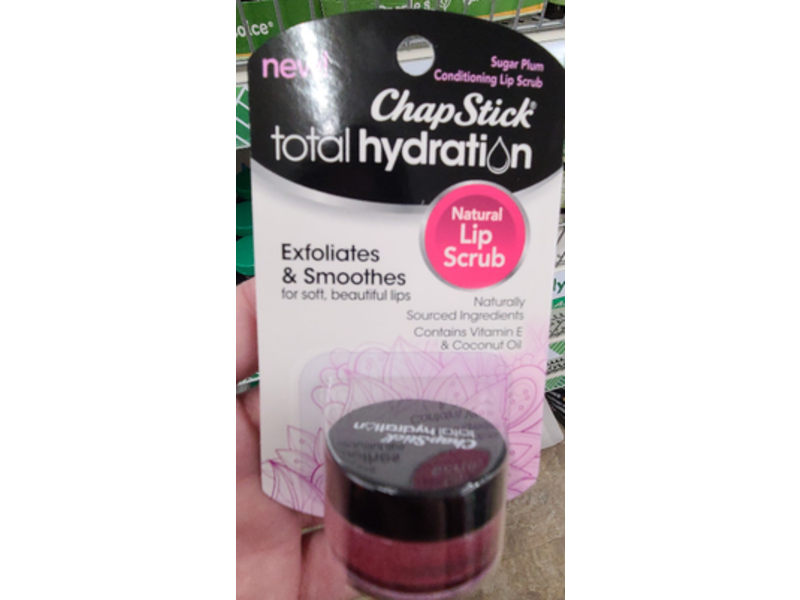 new!
Sugar Plum
Conditioning Lip Scrub
ChapStick®
total hydration
Natural
Lip
Scrub
Exfoliates
& Smoothes
for soft, beautiful lips
Naturally
Sourced Ingredients
Contains Vitamin E
& Coconut Oil
ChapStick
total hydration